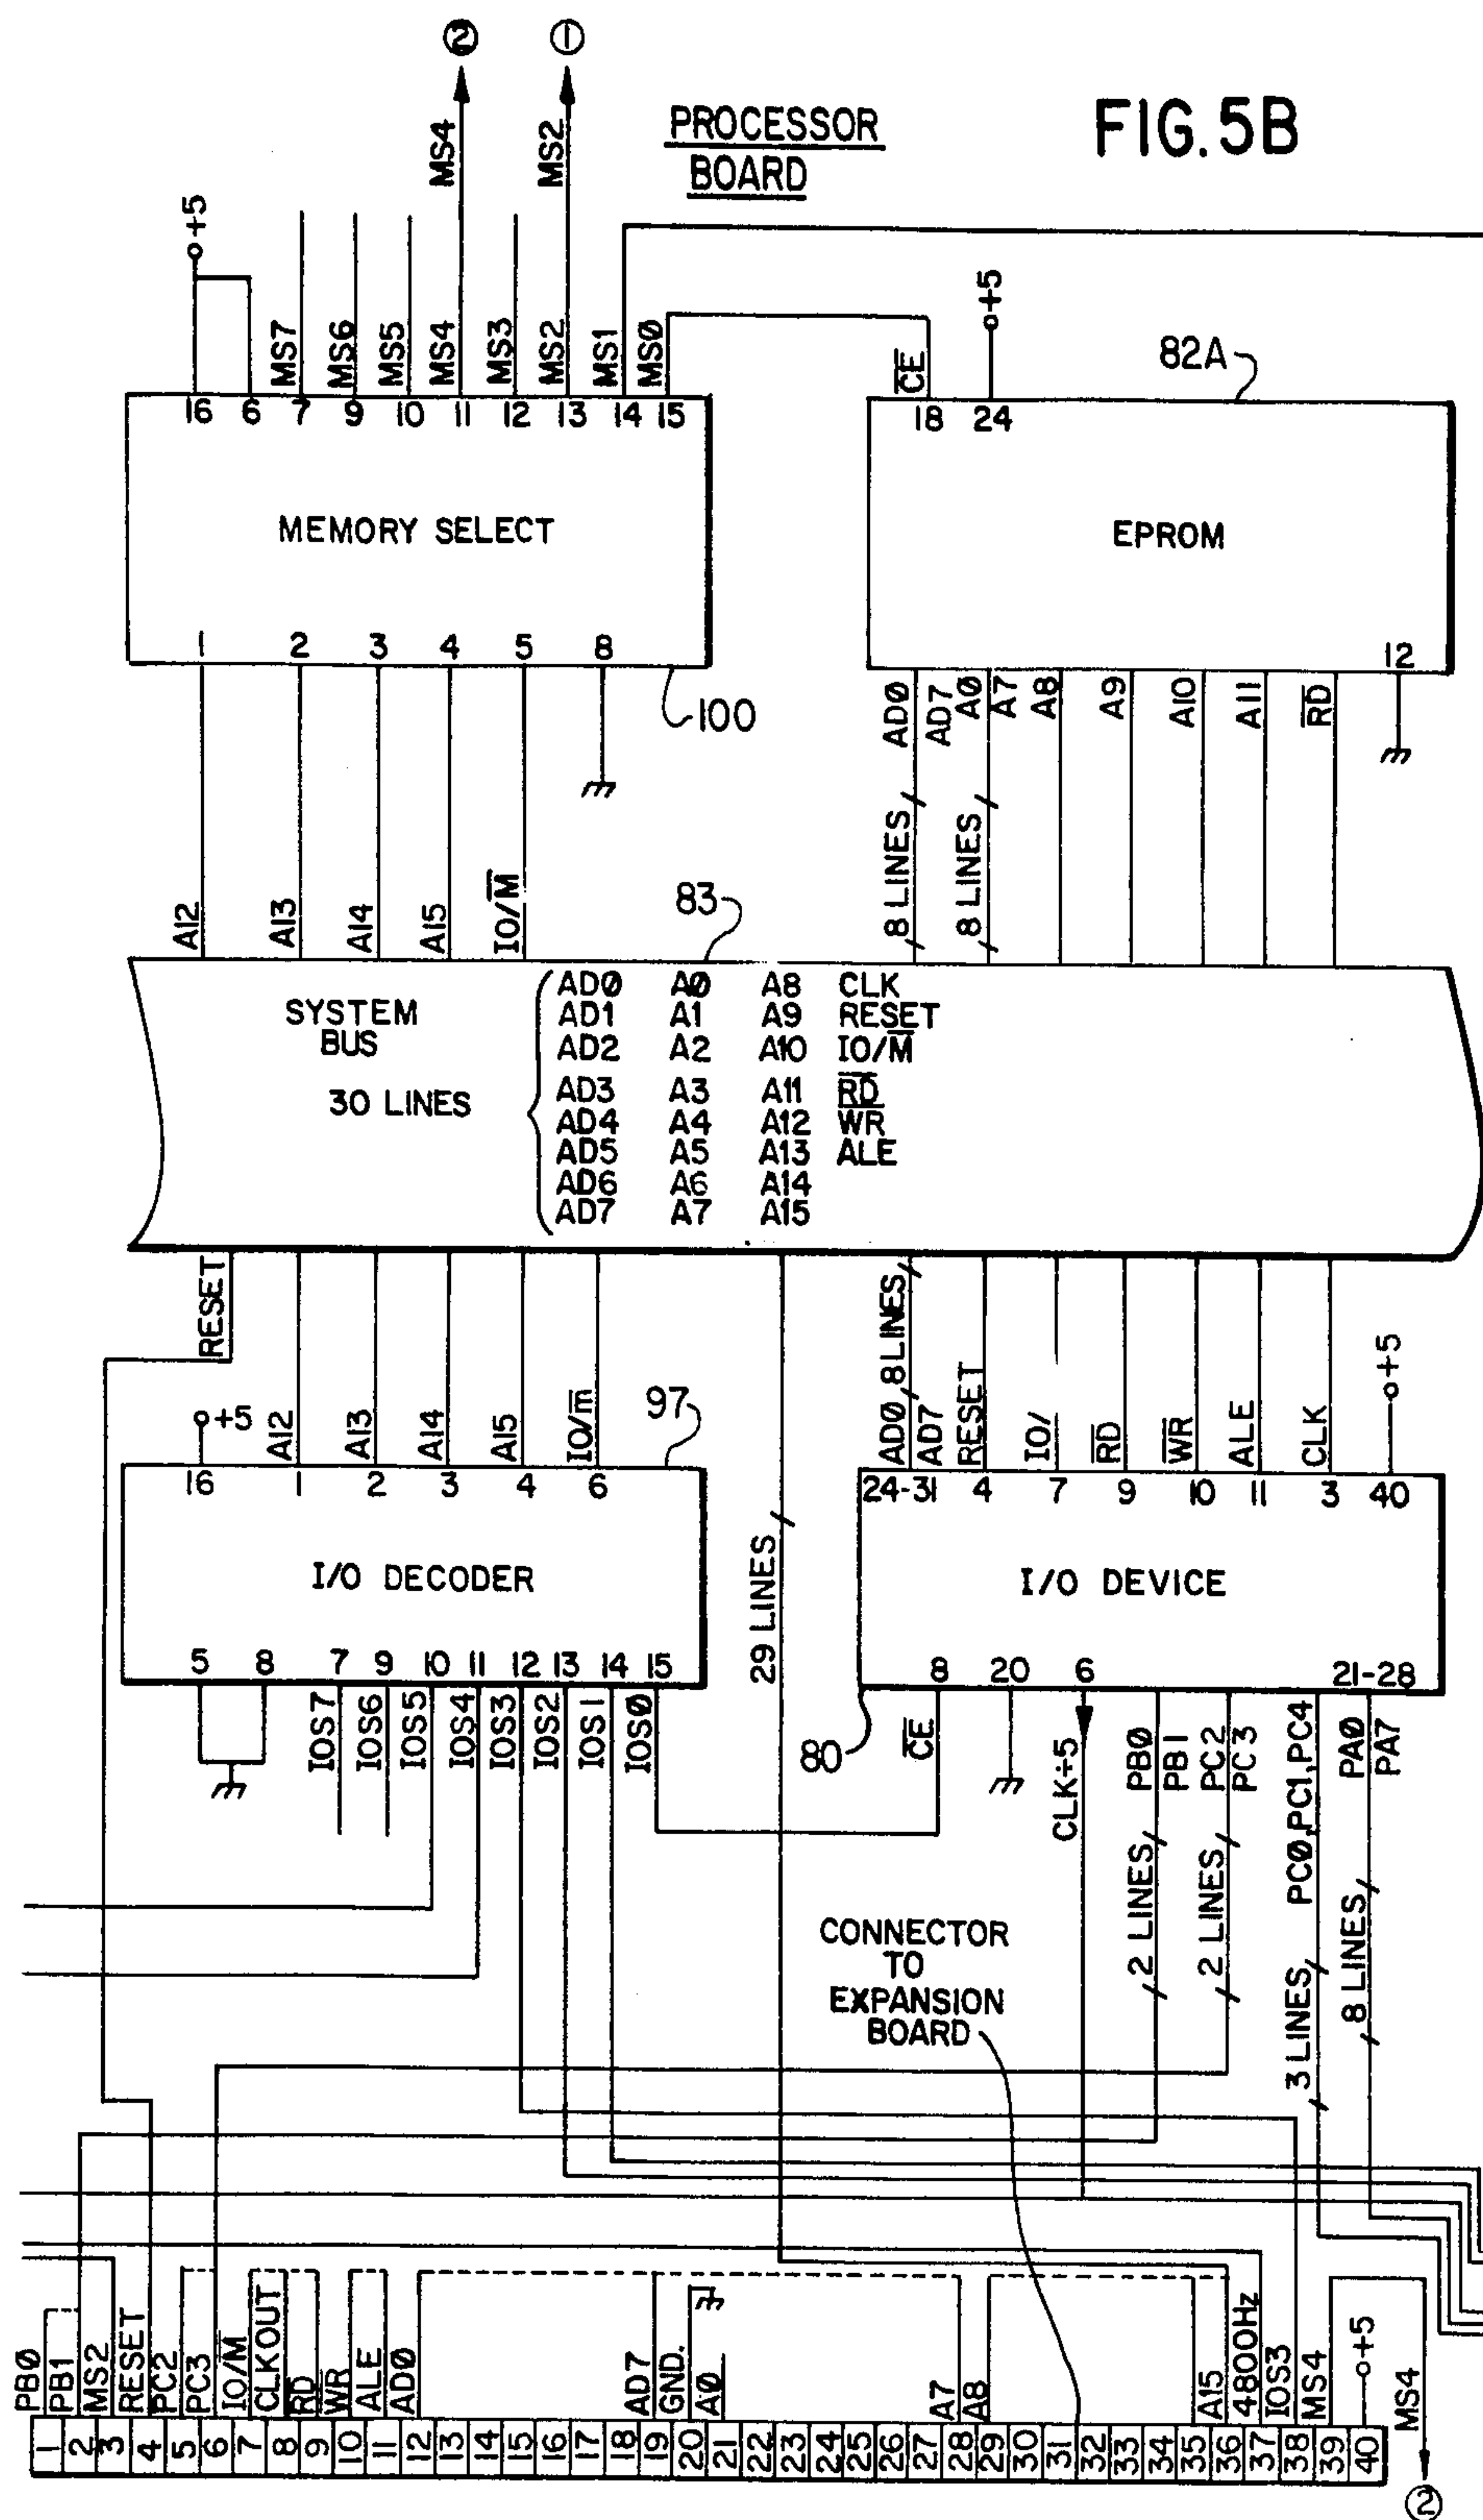 ② ①
PROCESSOR
BOARD
FIG. 5B
MS4 MS2
+5
MS7 MS6 MS5 MS4 MS3 MS2 MS1 MSØ
+5
C̅E̅
82A
16 6 7 9 10 11 12 13 14 15
18 24
MEMORY SELECT
EPROM
1 2 3 4 5 8
12
100
ADØ AD7 AØ A7 A8 A9 A10 A11 R̅D̅
8 LINES 8 LINES
A12 A13 A14 A15 IO/M̅
83
SYSTEM
BUS
30 LINES
ADØ AØ A8 CLK
AD1 A1 A9 RESET
AD2 A2 A10 IO/M̅
AD3 A3 A11 R̅D̅
AD4 A4 A12 W̅R̅
AD5 A5 A13 ALE
AD6 A6 A14
AD7 A7 A15
RESET
+5 A12 A13 A14 A15 IO/m̅
97
ADØ, 8 LINES
AD7 RESET IO/ R̅D̅ W̅R̅ ALE CLK +5
16 1 2 3 4 6
24-31 4 7 9 10 11 3 40
I/O DECODER
29 LINES
I/O DEVICE
5 8 7 9 10 11 12 13 14 15
8 20 6 21-28
IOS7 IOS6 IOS5 IOS4 IOS3 IOS2 IOS1 IOSØ
80
C̅E̅ CLK÷5 PBØ PB1 PC2 PC3 PCØ,PC1,PC4 PAØ PA7
2 LINES 2 LINES 3 LINES 8 LINES
CONNECTOR
TO
EXPANSION
BOARD
PBØ PB1 MS2 RESET PC2 PC3 IO/M̅ CLKOUT R̅D̅ W̅R̅ ALE ADØ AD7 GND. AØ A7 A8 A15 4800Hz IOS3 MS4 +5 MS4
1 2 3 4 5 6 7 8 9 10 11 12 13 14 15 16 17 18 19 20 21 22 23 24 25 26 27 28 29 30 31 32 33 34 35 36 37 38 39 40
②